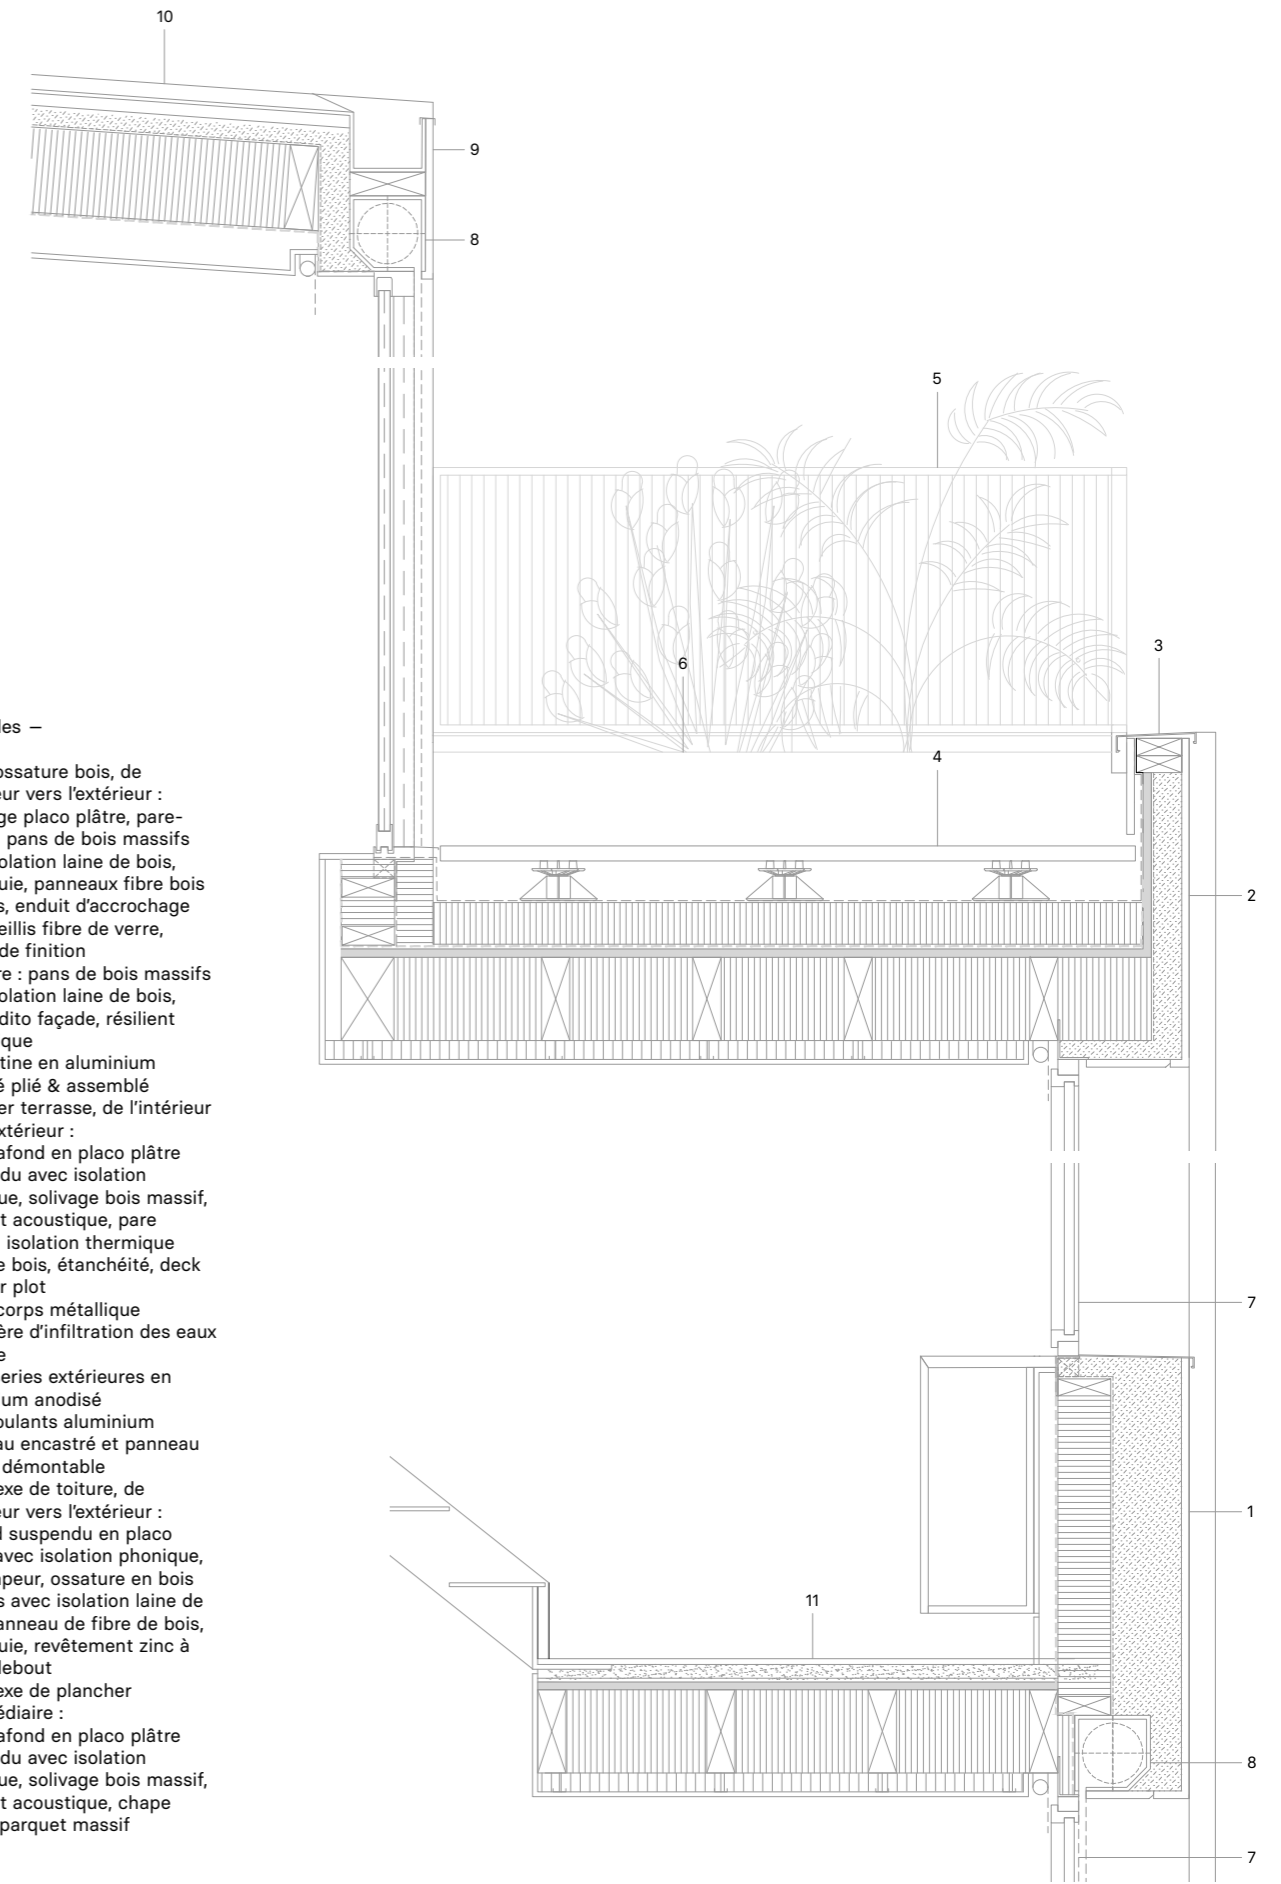 10
9
8
5
3
6
4
2
7
1
11
8
7
les –
ossature bois, de
eur vers l'extérieur :
ge placo plâtre, pare-
pans de bois massifs
olation laine de bois,
uie, panneaux fibre bois
s, enduit d'accrochage
eillis fibre de verre,
de finition
re : pans de bois massifs
olation laine de bois,
dito façade, résilient
que
tine en aluminium
é plié & assemblé
er terrasse, de l'intérieur
xtérieur :
afond en placo plâtre
du avec isolation
ue, solivage bois massif,
t acoustique, pare
isolation thermique
e bois, étanchéité, deck
r plot
corps métallique
ère d'infiltration des eaux
e
eries extérieures en
um anodisé
oulants aluminium
au encastré et panneau
démontable
exe de toiture, de
eur vers l'extérieur :
d suspendu en placo
avec isolation phonique,
apeur, ossature en bois
s avec isolation laine de
anneau de fibre de bois,
uie, revêtement zinc à
debout
exe de plancher
édiaire :
afond en placo plâtre
du avec isolation
ue, solivage bois massif,
t acoustique, chape
parquet massif